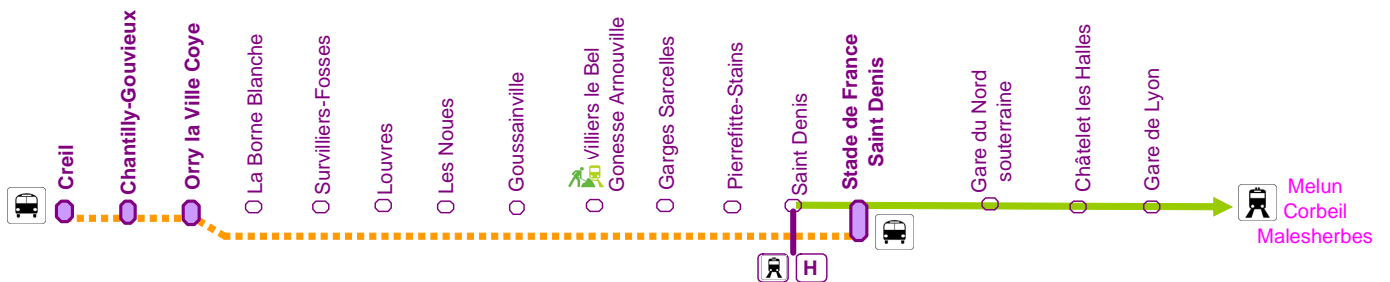 Creil
Chantilly-Gouvieux
Orry la Ville Coye
La Borne Blanche
Survilliers-Fosses
Louvres
Les Noues
Goussainville
Villiers le Bel
Gonesse Arnouville
Garges Sarcelles
Pierrefitte-Stains
Saint Denis
Stade de France
Saint Denis
Gare du Nord
souterraine
Châtelet les Halles
Gare de Lyon
Melun
Corbeil
Malesherbes
H